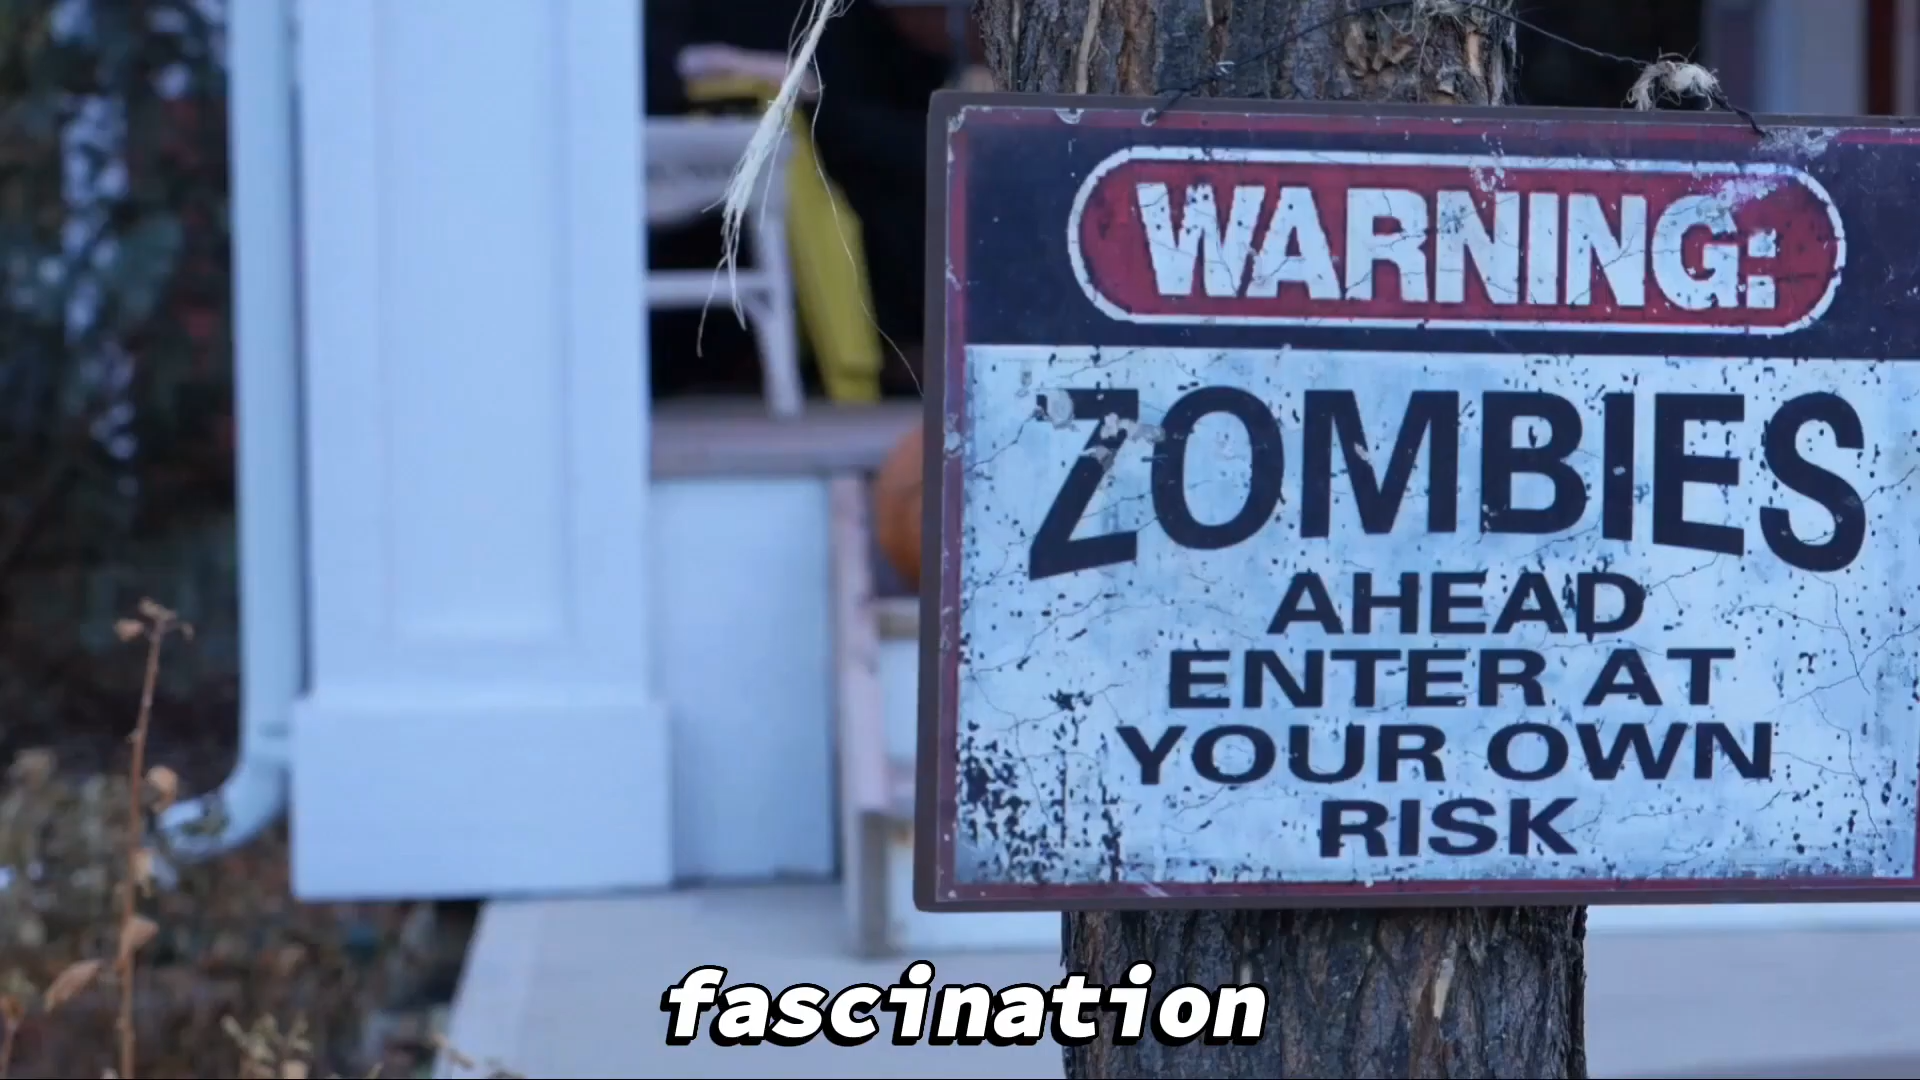 WARNING:
ZOMBIES
AHEAD
ENTER AT
YOUR OWN
RISK
fascination